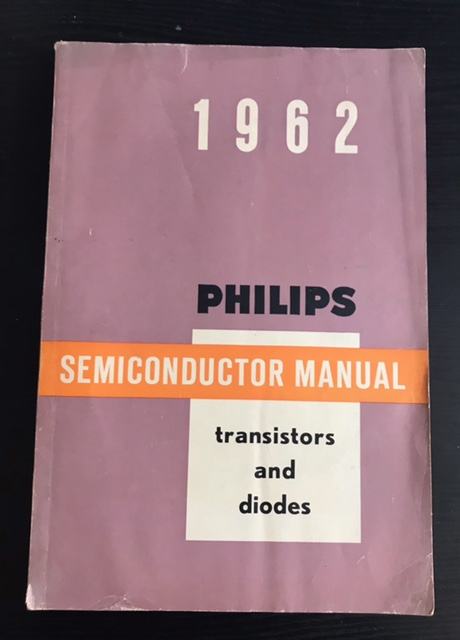 1962
PHILIPS
SEMICONDUCTOR MANUAL
transistors
and
diodes